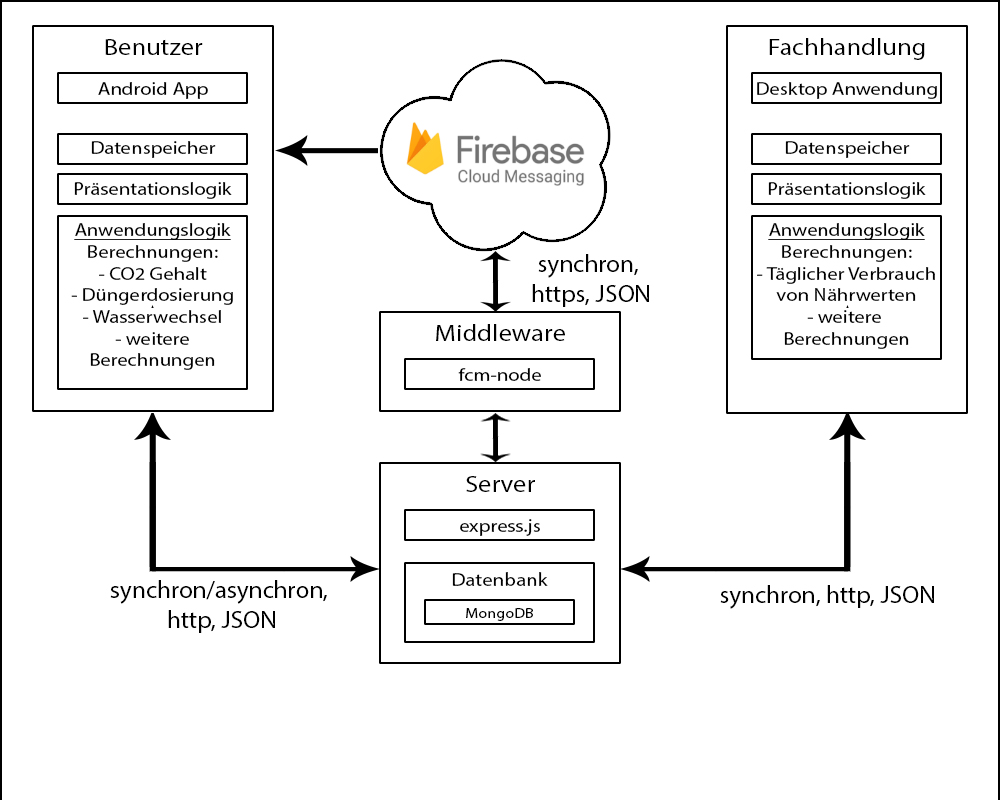 Benutzer
Android App
Datenspeicher
Präsentationslogik
Anwendungslogik
Berechnungen:
- CO2 Gehalt
- Düngerdosierung
- Wasserwechsel
- weitere
Berechnungen
Firebase
Cloud Messaging
synchron,
https, JSON
Middleware
fcm-node
Server
express.js
Datenbank
MongoDB
Fachhandlung
Desktop Anwendung
Datenspeicher
Präsentationslogik
Anwendungslogik
Berechnungen:
- Täglicher Verbrauch
von Nährwerten
- weitere
Berechnungen
synchron/asynchron,
http, JSON
synchron, http, JSON